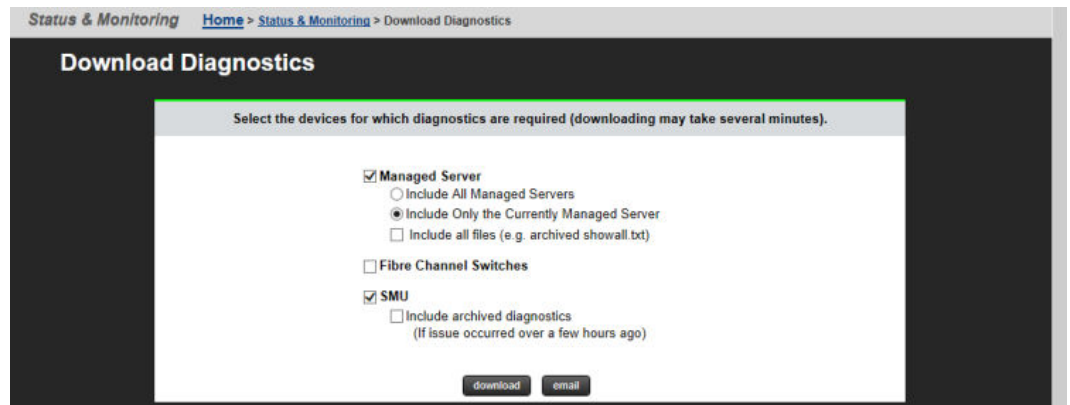 Status & Monitoring Home > Status & Monitoring > Download Diagnostics
Download Diagnostics
Select the devices for which diagnostics are required (downloading may take several minutes).
Managed Server
Include All Managed Servers
Include Only the Currently Managed Server
Include all files (e.g. archived showall.txt)
Fibre Channel Switches
SMU
Include archived diagnostics
(If issue occurred over a few hours ago)
download email